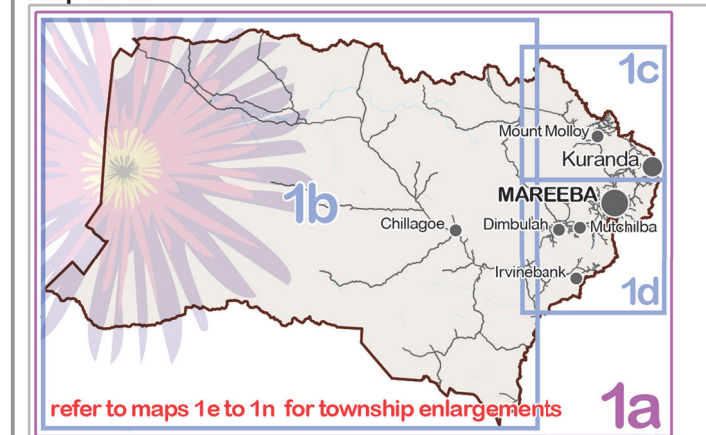 1c
Mount Molloy
Kuranda
MAREEBA
1b
Chillagoe
Dimbulah
Mutchilba
Irvinebank
1d
refer to maps 1e to 1n for township enlargements
1a